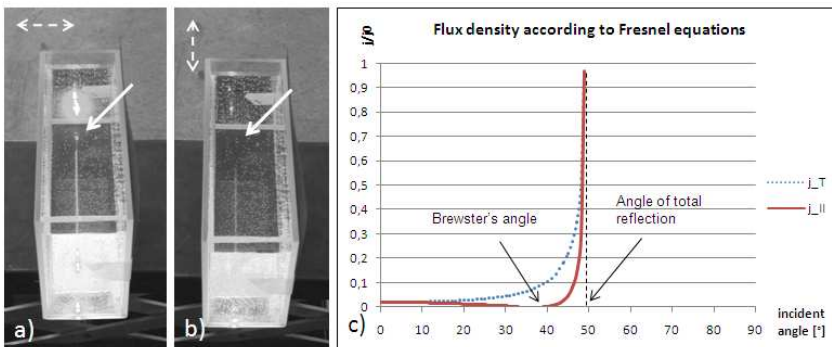 a)
b)
Flux density according to Fresnel equations
j/jo
1
0,9
0,8
0,7
0,6
0,5
0,4
0,3
0,2
0,1
0
0 10 20 30 40 50 60 70 80 90
Brewster's angle
Angle of total
reflection
j_T
j_II
incident
angle [°]
c)